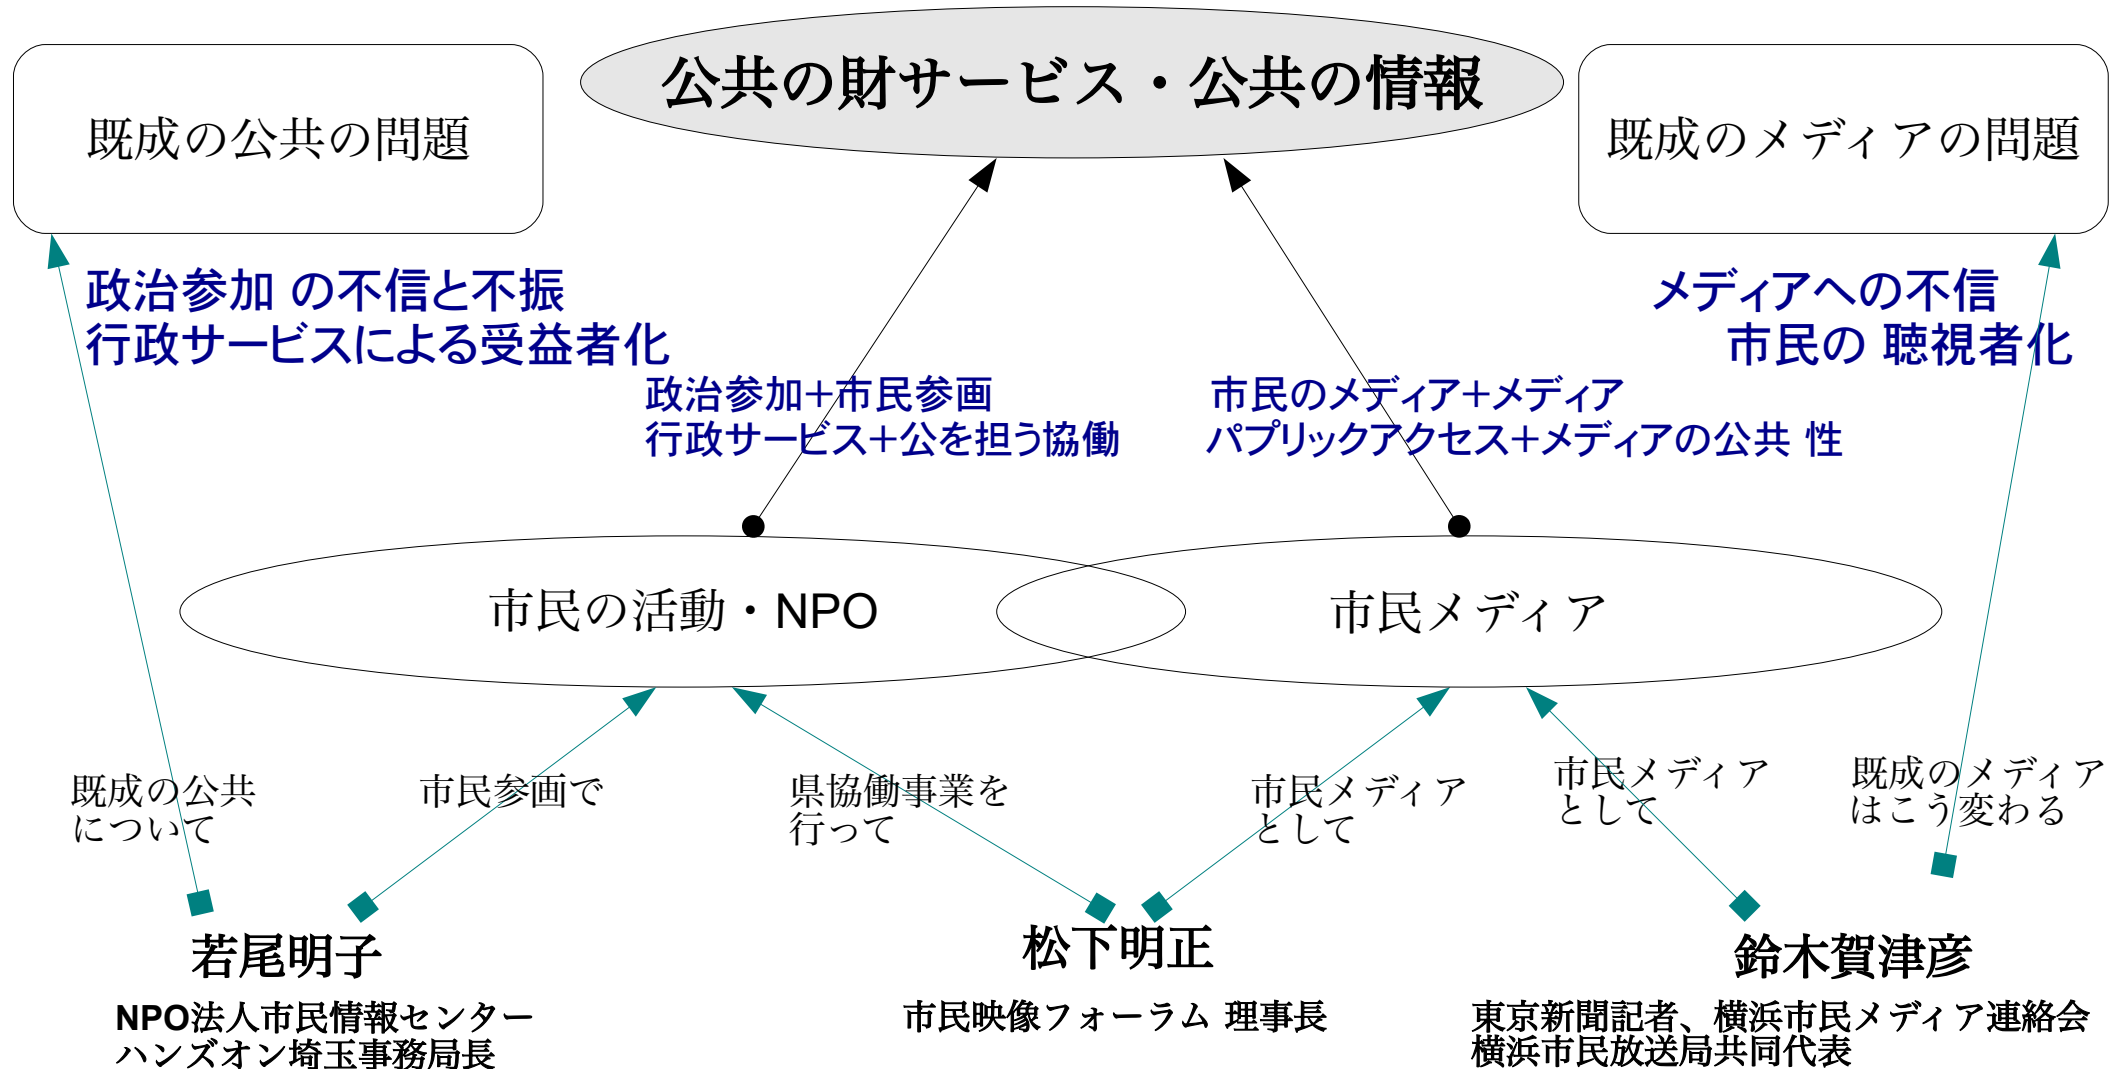 公共の財サービス・公共の情報
既成の公共の問題
既成のメディアの問題
政治参加 の不信と不振
行政サービスによる受益者化
メディアへの不信
市民の 聴視者化
政治参加+市民参画
行政サービス+公を担う協働
市民のメディア+メディア
パプリックアクセス+メディアの公共 性
市民の活動・NPO
市民メディア
既成の公共
について
市民参画で
県協働事業を
行って
市民メディア
として
市民メディア
として
既成のメディア
はこう変わる
若尾明子
NPO法人市民情報センター
ハンズオン埼玉事務局長
松下明正
市民映像フォーラム 理事長
鈴木賀津彦
東京新聞記者、横浜市民メディア連絡会
横浜市民放送局共同代表